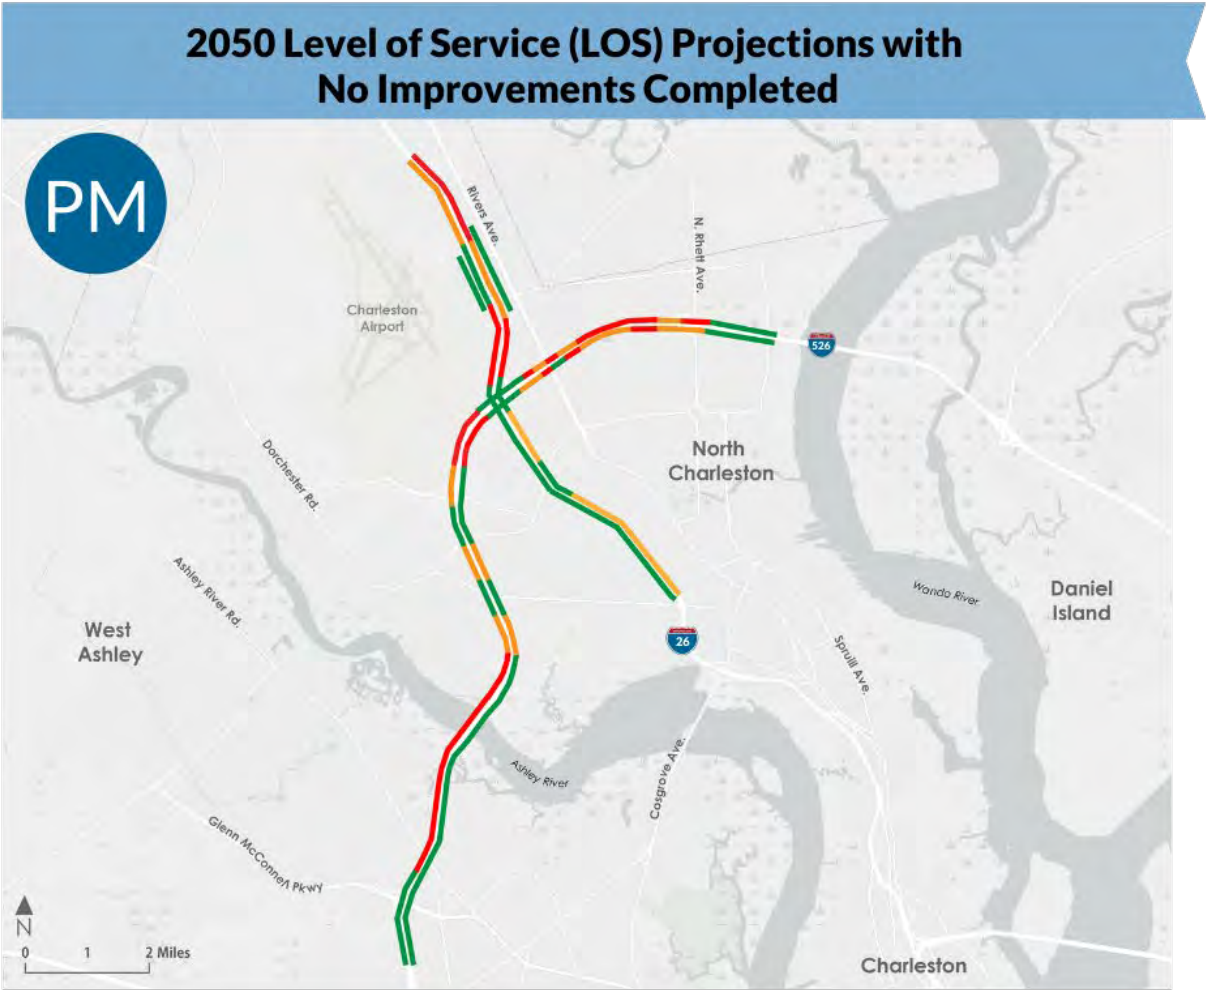 2050 Level of Service (LOS) Projections with
No Improvements Completed
PM
Rivers Ave.
N. Rhett Ave.
Charleston
Airport
526
North
Charleston
Dorchester Rd.
Ashley River Rd.
Wando River
Daniel
Island
West
Ashley
26
Spruill Ave.
Ashley River
Cosgrove Ave.
Glenn McConnell Pkwy
N
0 1 2 Miles
Charleston